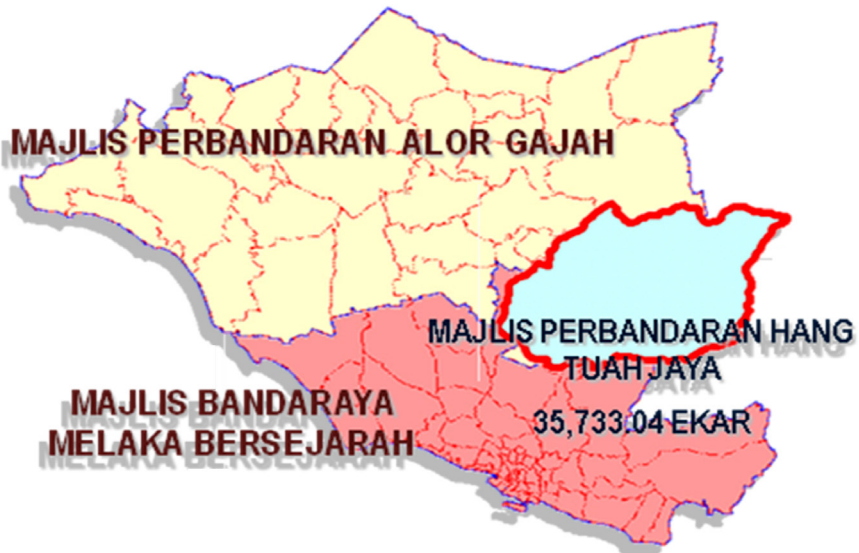 MAJLIS PERBANDARAN ALOR GAJAH
MAJLIS PERBANDARAN HANG
TUAH JAYA
35,733.04 EKAR
MAJLIS BANDARAYA
MELAKA BERSEJARAH